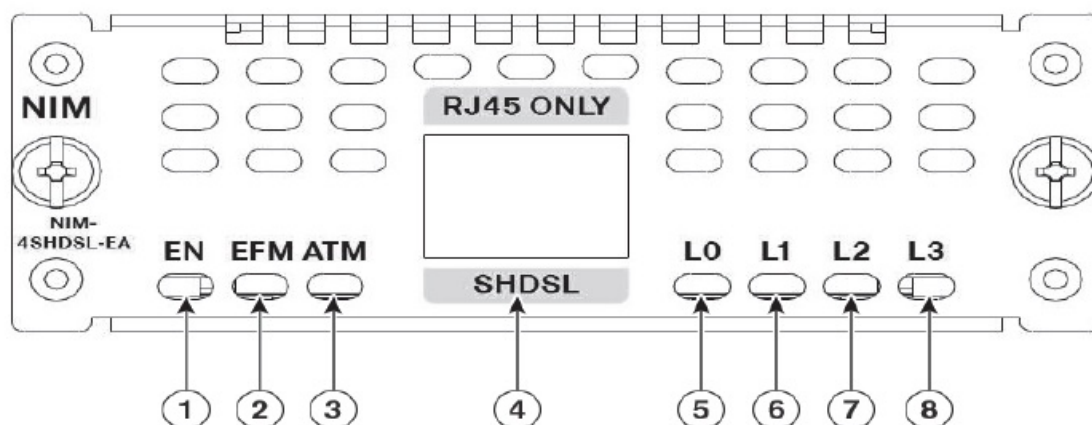 RJ45 ONLY
NIM
NIM-
4SHDSL-EA
EN EFM ATM
L0 L1 L2 L3
SHDSL
1 2 3 4 5 6 7 8